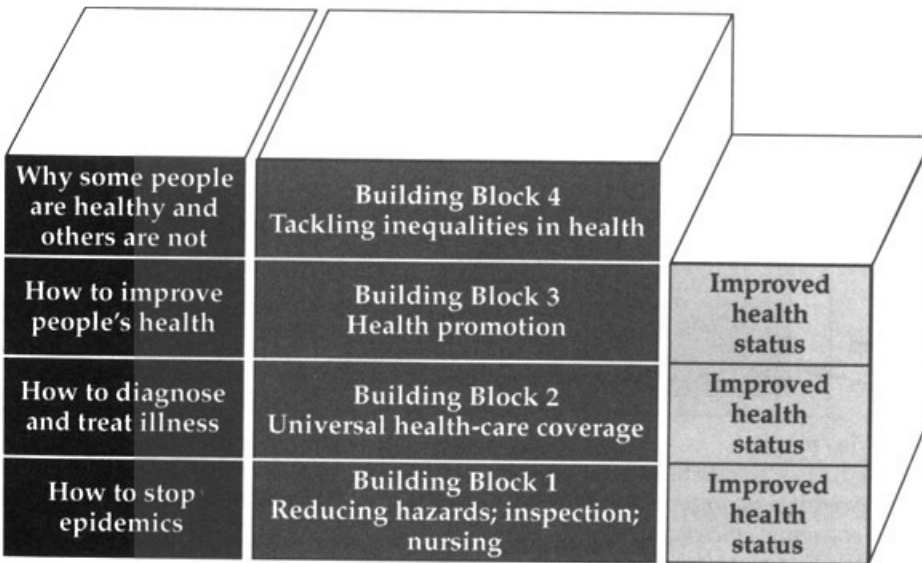 Why some people
are healthy and
others are not
Building Block 4
Tackling inequalities in health
How to improve
people's health
Building Block 3
Health promotion
Improved
health
status
How to diagnose
and treat illness
Building Block 2
Universal health-care coverage
Improved
health
status
How to stop
epidemics
Building Block 1
Reducing hazards; inspection;
nursing
Improved
health
status